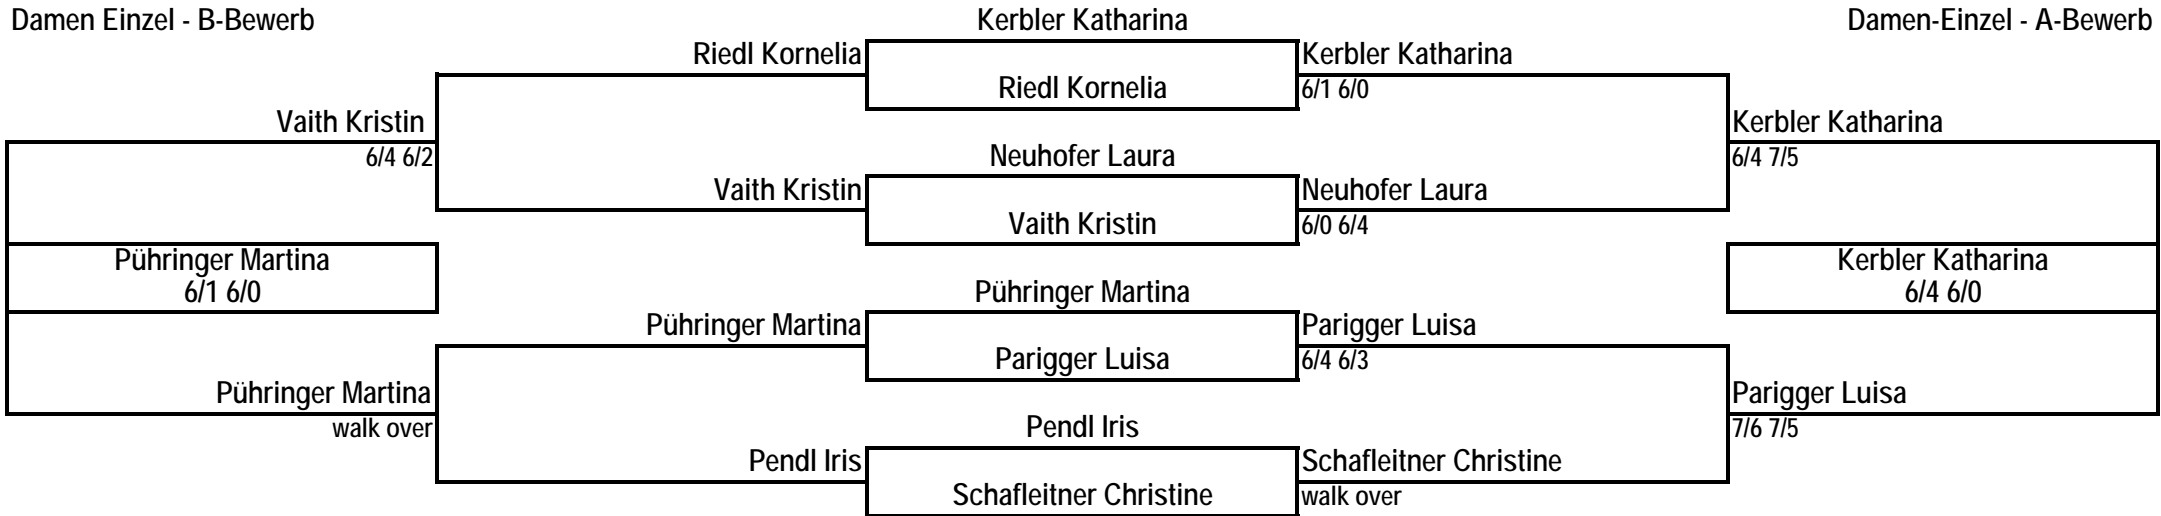 Damen Einzel - B-Bewerb
Kerbler Katharina
Damen-Einzel - A-Bewerb
Riedl Kornelia
Kerbler Katharina
Riedl Kornelia
6/1 6/0
Vaith Kristin
Kerbler Katharina
6/4 6/2
Neuhofer Laura
6/4 7/5
Vaith Kristin
Neuhofer Laura
Vaith Kristin
6/0 6/4
Pühringer Martina
Kerbler Katharina
6/1 6/0
Pühringer Martina
6/4 6/0
Pühringer Martina
Parigger Luisa
Parigger Luisa
6/4 6/3
Pühringer Martina
Parigger Luisa
walk over
Pendl Iris
7/6 7/5
Pendl Iris
Schafleitner Christine
Schafleitner Christine
walk over